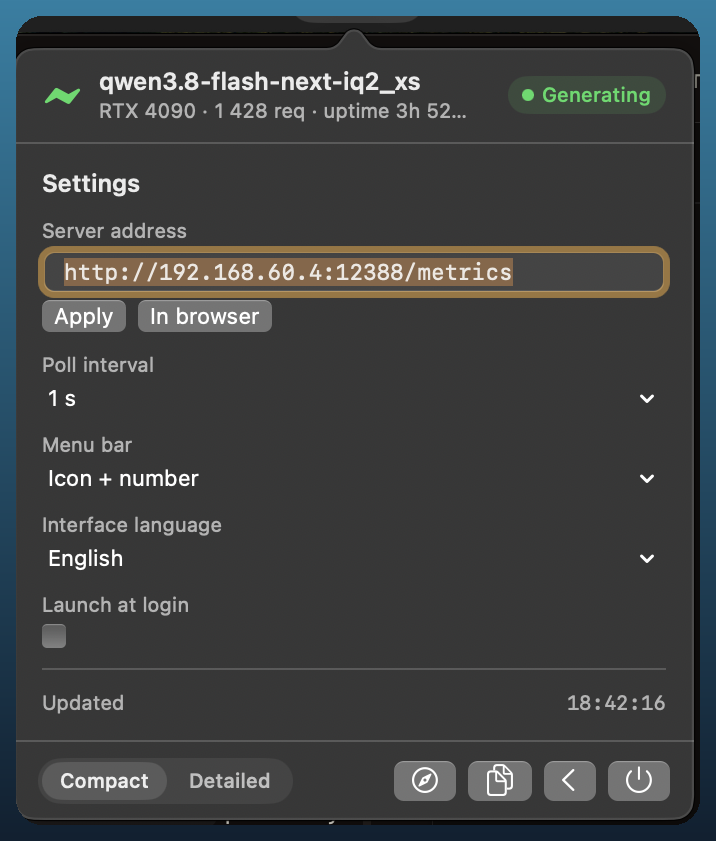 qwen3.8-flash-next-iq2_xs
RTX 4090 · 1 428 req · uptime 3h 52...
Generating
Settings
Server address
http://192.168.60.4:12388/metrics
Apply
In browser
Poll interval
1 s
Menu bar
Icon + number
Interface language
English
Launch at login
Updated
18:42:16
Compact
Detailed